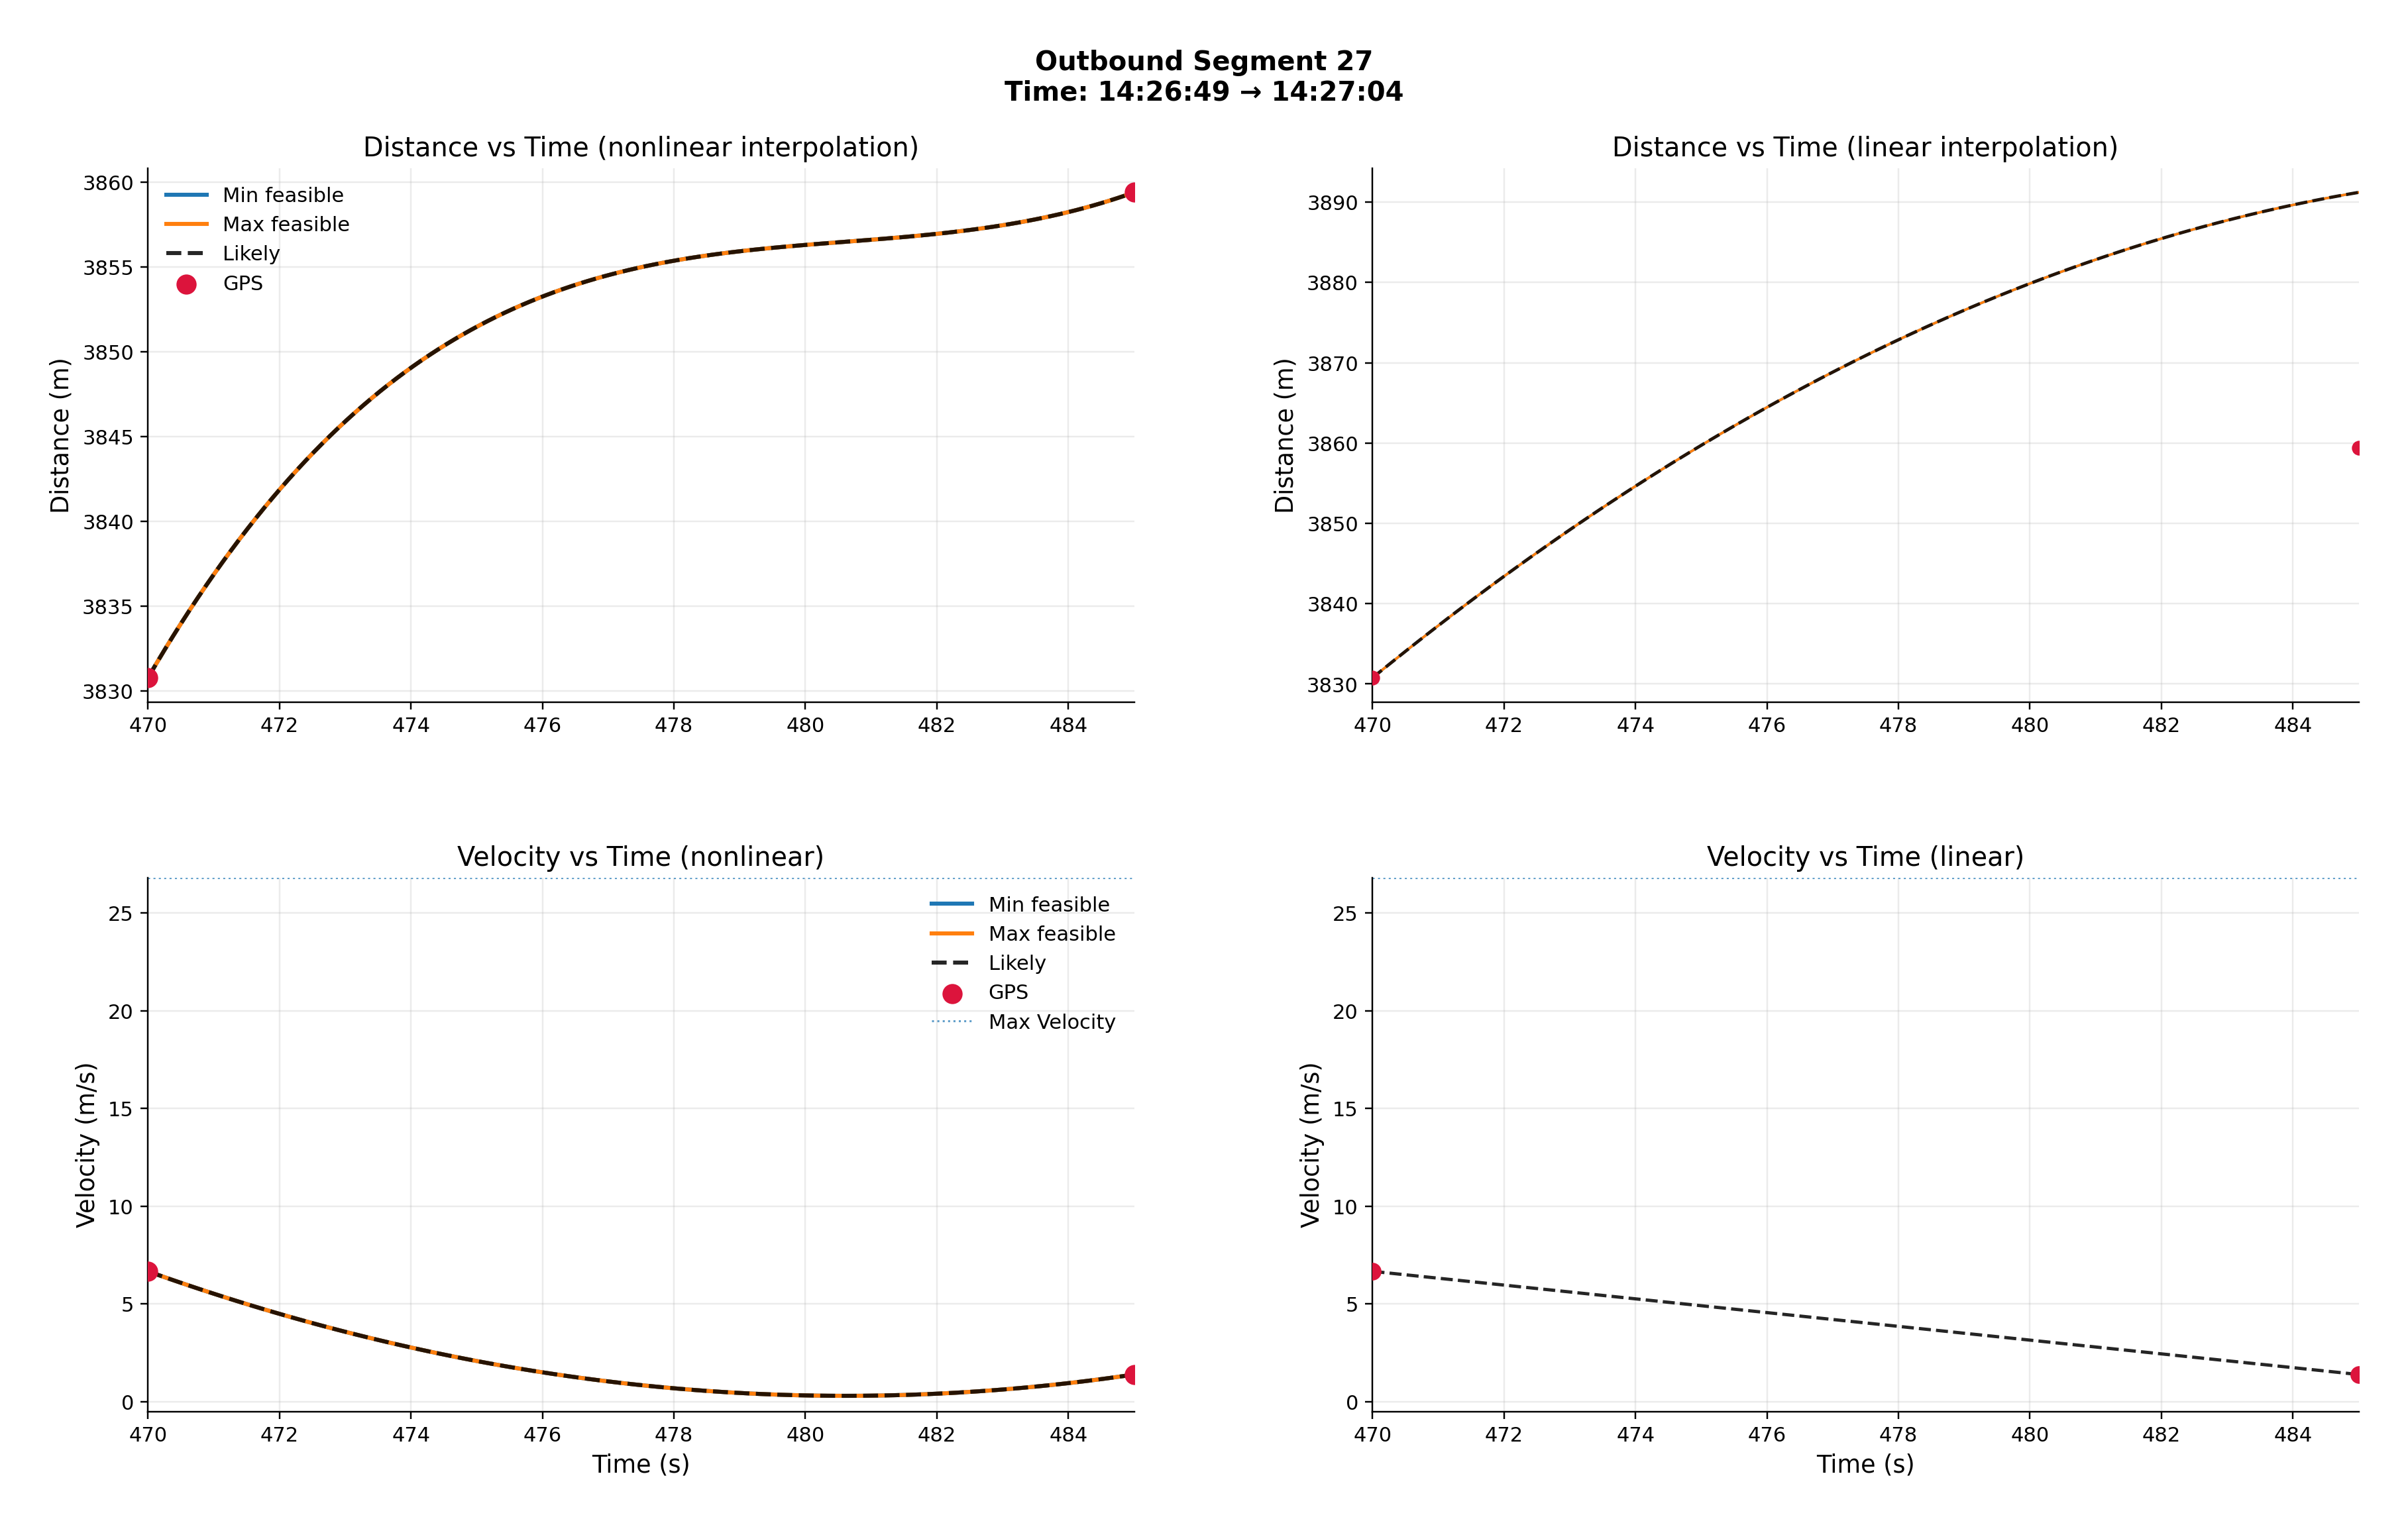 Outbound Segment 27
Time: 14:26:49 → 14:27:04
Distance vs Time (nonlinear interpolation)
Distance (m)
3860
3855
3850
3845
3840
3835
3830
Min feasible
Max feasible
Likely
GPS
470 472 474 476 478 480 482 484
Distance vs Time (linear interpolation)
Distance (m)
3890
3880
3870
3860
3850
3840
3830
470 472 474 476 478 480 482 484
Velocity vs Time (nonlinear)
Velocity (m/s)
25
20
15
10
5
0
Min feasible
Max feasible
Likely
GPS
Max Velocity
470 472 474 476 478 480 482 484
Time (s)
Velocity vs Time (linear)
Velocity (m/s)
25
20
15
10
5
0
470 472 474 476 478 480 482 484
Time (s)